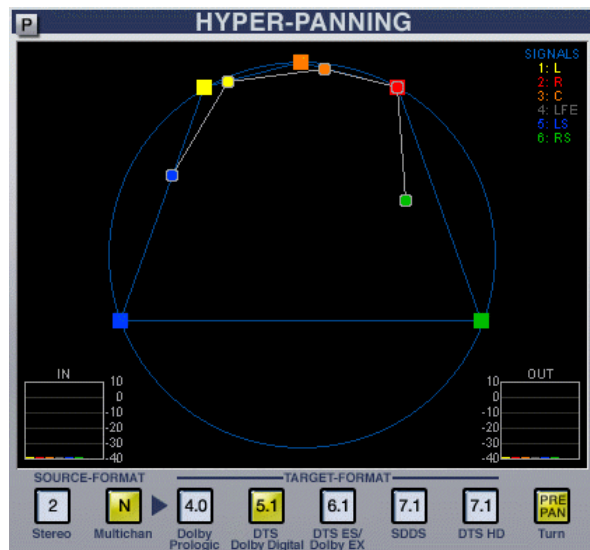 P
HYPER-PANNING
SIGNALS
1: L
2: R
3: C
4: LFE
5: LS
6: RS
IN
10
0
-10
-20
-30
-40
OUT
10
0
-10
-20
-30
-40
SOURCE-FORMAT
TARGET-FORMAT
2
N
4.0
5.1
6.1
7.1
7.1
PRE
PAN
Stereo
Multichan
Dolby
Prologic
DTS
Dolby Digital
DTS ES/
Dolby EX
SDDS
DTS HD
Turn